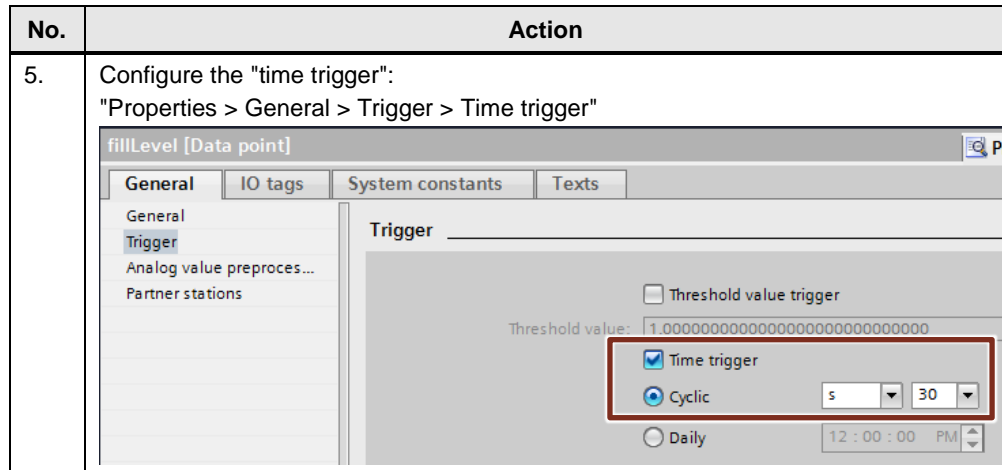 No. Action
5. Configure the "time trigger":
"Properties > General > Trigger > Time trigger"
fillLevel [Data point] P
General IO tags System constants Texts
General
Trigger
Analog value preproces...
Partner stations
Trigger
Threshold value trigger
Threshold value: 1.0000000000000000000000000000
Time trigger
Cyclic s 30
Daily 12 : 00 : 00 PM